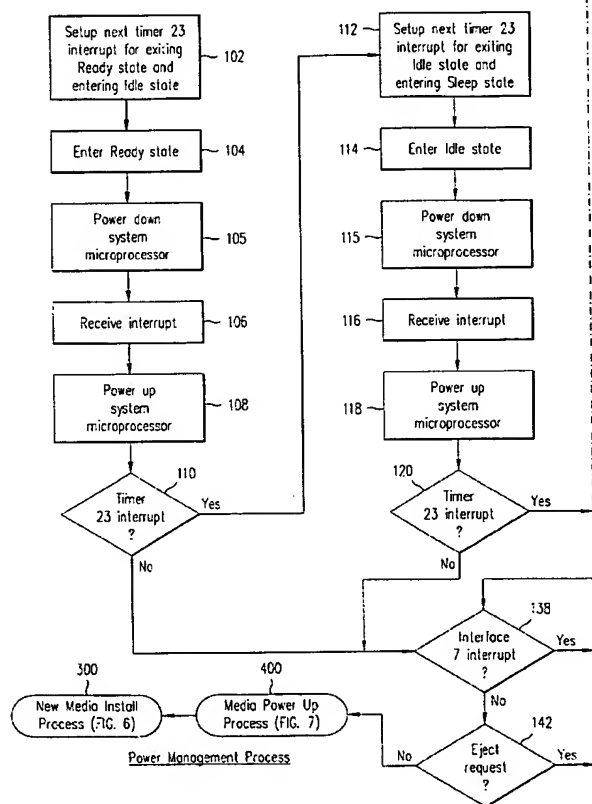 Setup next timer 23
interrupt for exiting
Ready state and
entering Idle state
102
Enter Ready state
104
Power down
system
microprocessor
105
Receive interrupt
106
Power up
system
microprocessor
108
110
Timer
23 interrupt
?
Yes
No
112
Setup next timer 23
interrupt for exiting
Idle state and
entering Sleep state
Enter Idle state
114
Power down
system
microprocessor
115
Receive interrupt
116
Power up
system
microprocessor
118
120
Timer
23 interrupt
?
Yes
No
138
Interface
7 interrupt
?
Yes
No
142
Eject
request
?
Yes
No
400
Media Power Up
Process (FIG. 7)
300
New Media Install
Process (FIG. 6)
Power Management Process